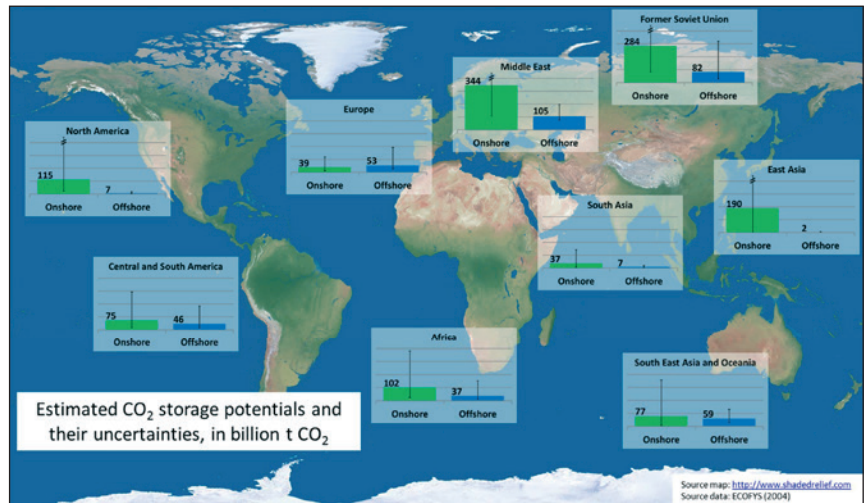 Former Soviet Union
284
82
Onshore Offshore
Middle East
344
105
Onshore Offshore
Europe
39
53
Onshore Offshore
North America
115
7
Onshore Offshore
East Asia
190
2
Onshore Offshore
South Asia
37
7
Onshore Offshore
Central and South America
75
46
Onshore Offshore
Africa
102
37
Onshore Offshore
South East Asia and Oceania
77
59
Onshore Offshore
Estimated CO₂ storage potentials and
their uncertainties, in billion t CO₂
Source map: http://www.shadedrelief.com
Source data: ECOFYS (2004)